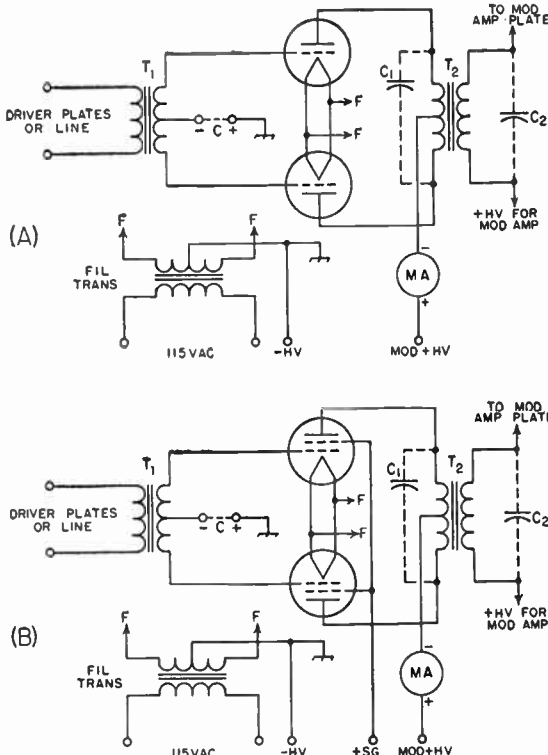 TO MOD
AMP PLATE
T1
C1
T2
C2
DRIVER PLATES
OR LINE
- C +
F
F
+HV FOR
MOD AMP
(A)
F
F
FIL
TRANS
-
MA
+
115VAC
-HV
MOD+HV
TO MOD
AMP PLATE
T1
C1
T2
C2
DRIVER PLATES
OR LINE
- C +
F
F
+HV FOR
MOD AMP
(B)
F
F
FIL
TRANS
-
MA
+
115VAC
-HV
+SG
MOD+HV